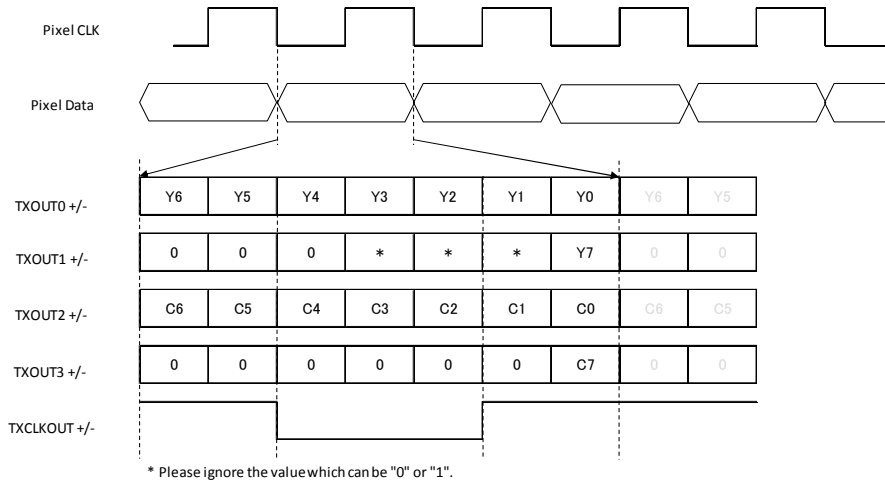 Pixel CLK
Pixel Data
TXOUT0 +/- Y6 Y5 Y4 Y3 Y2 Y1 Y0 Y6 Y5
TXOUT1 +/- 0 0 0 * * * Y7 0 0
TXOUT2 +/- C6 C5 C4 C3 C2 C1 C0 C6 C5
TXOUT3 +/- 0 0 0 0 0 0 C7 0 0
TXCLKOUT +/-
* Please ignore the value which can be "0" or "1".